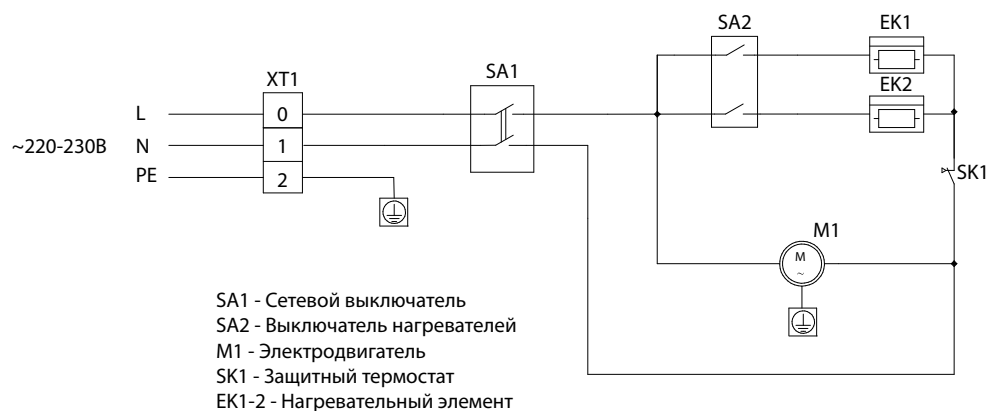 SA2
EK1
XT1
SA1
EK2
L
0
~220-230В
N
1
PE
2
SK1
M1
M
~
SA1 - Сетевой выключатель
SA2 - Выключатель нагревателей
M1 - Электродвигатель
SK1 - Защитный термостат
EK1-2 - Нагревательный элемент